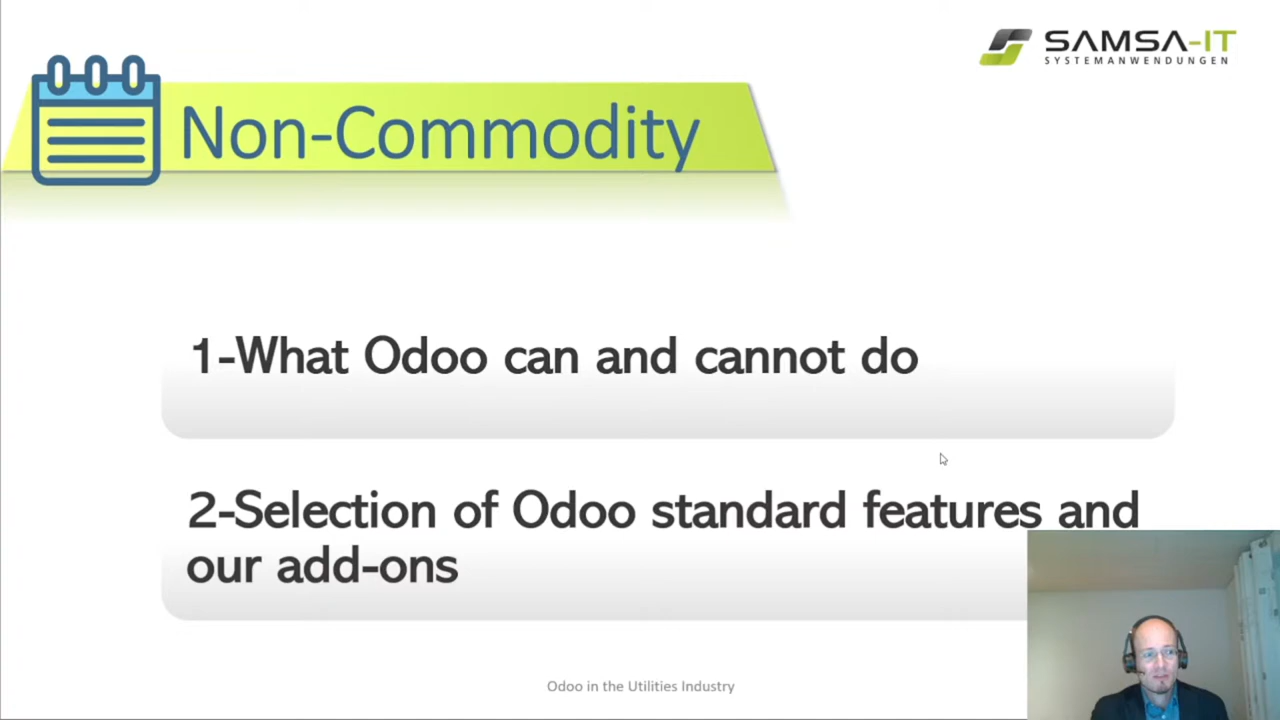 SAMSA-IT
SYSTEMANWENDUNGEN
Non-Commodity
1-What Odoo can and cannot do
2-Selection of Odoo standard features and
our add-ons
Odoo in the Utilities Industry